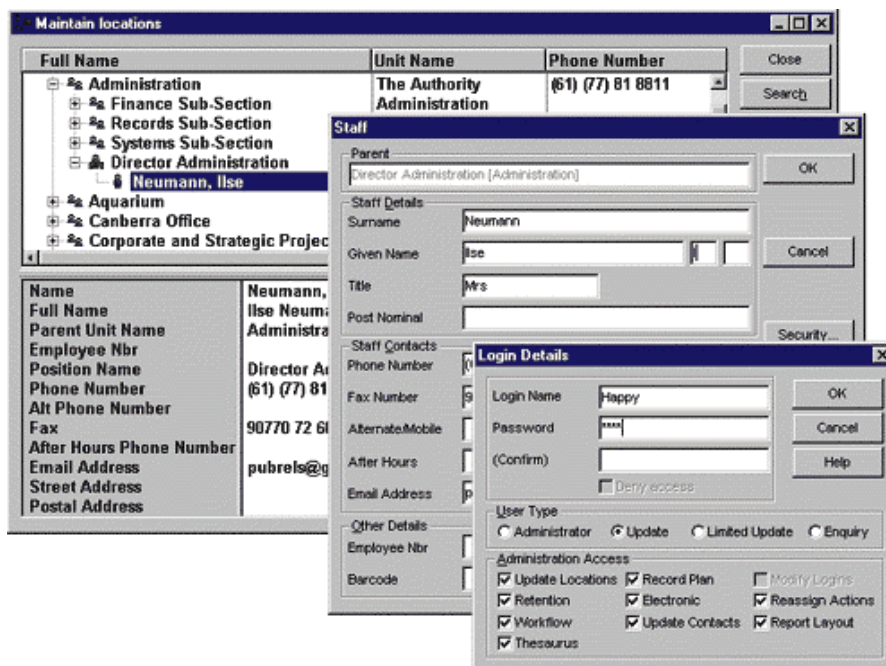 Maintain locations
Full Name Unit Name Phone Number
Close
Search
Administration The Authority (61) (77) 81 8811
Administration
Finance Sub-Section
Records Sub-Section
Systems Sub-Section
Director Administration
Neumann, Ilse
Aquarium
Canberra Office
Corporate and Strategic Projec
Name Neumann,
Full Name Ilse Neum
Parent Unit Name Administra
Employee Nbr
Position Name Director A
Phone Number (61) (77) 81
Alt Phone Number
Fax 90770 72 6
After Hours Phone Number
Email Address pubrels@g
Street Address
Postal Address
Staff
Parent
Director Administration [Administration]
OK
Staff Details
Surname Neumann
Given Name Ilse
Cancel
Title Mrs
Post Nominal
Security...
Staff Contacts
Phone Number
Fax Number 9
Alternate/Mobile
After Hours
Email Address p
Other Details
Employee Nbr
Barcode
Login Details
Login Name Happy
OK
Password ****
Cancel
(Confirm)
Help
Deny access
User Type
Administrator Update Limited Update Enquiry
Administration Access
Update Locations Record Plan Modify Logins
Retention Electronic Reassign Actions
Workflow Update Contacts Report Layout
Thesaurus